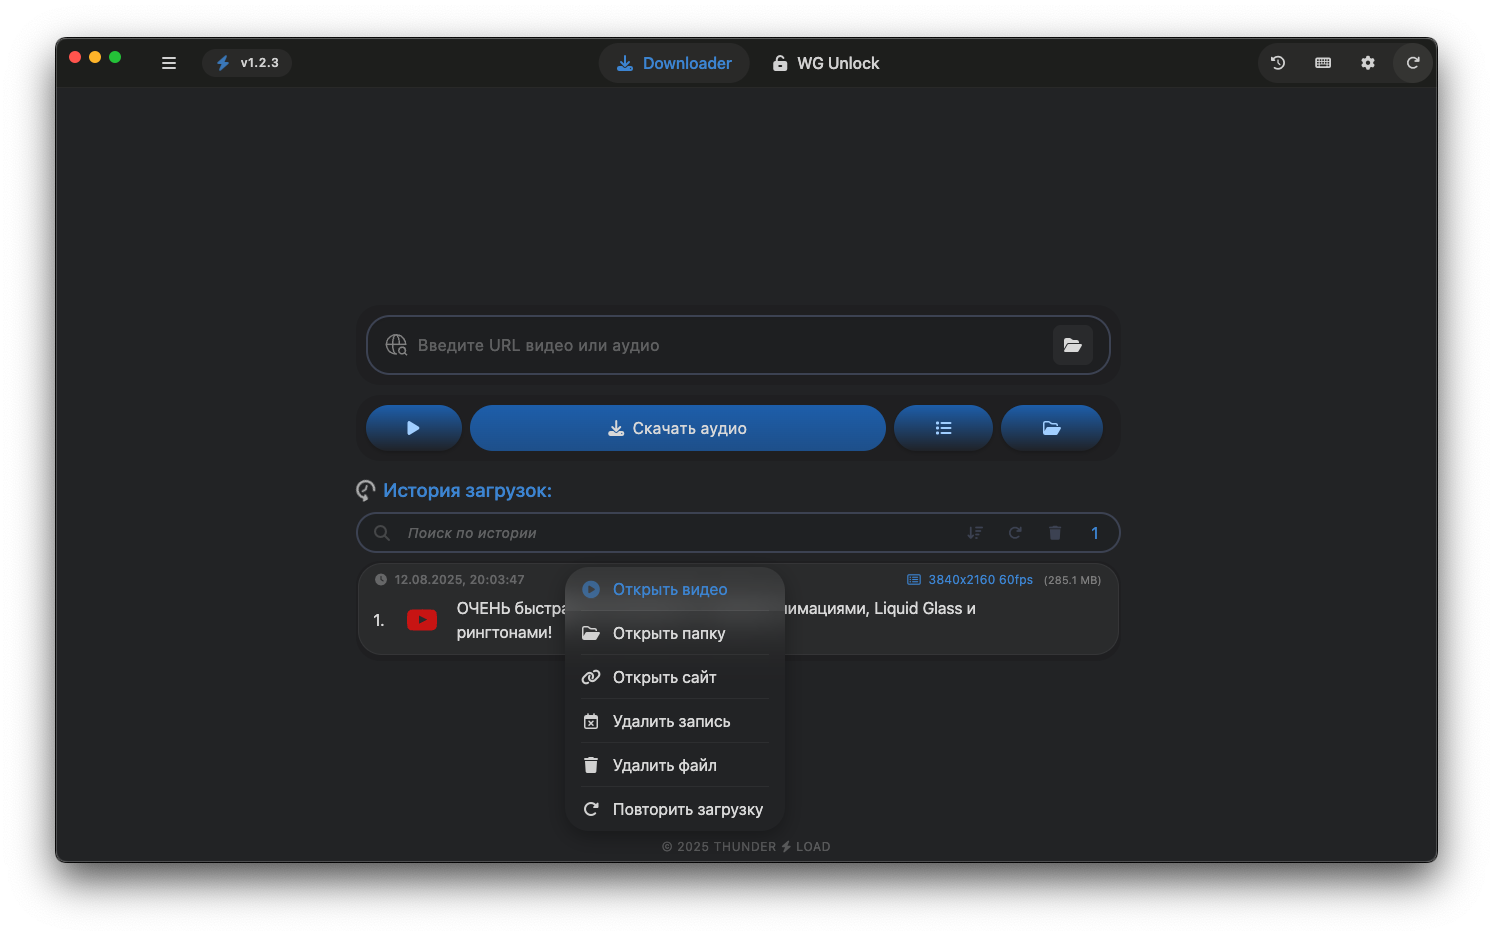 v1.2.3
Downloader
WG Unlock
Введите URL видео или аудио
Скачать аудио
История загрузок:
Поиск по истории
1
12.08.2025, 20:03:47
3840x2160 60fps (285.1 MB)
1.
ОЧЕНЬ быстра
имациями, Liquid Glass и
рингтонами!
Открыть видео
Открыть папку
Открыть сайт
Удалить запись
Удалить файл
Повторить загрузку
© 2025 THUNDER LOAD